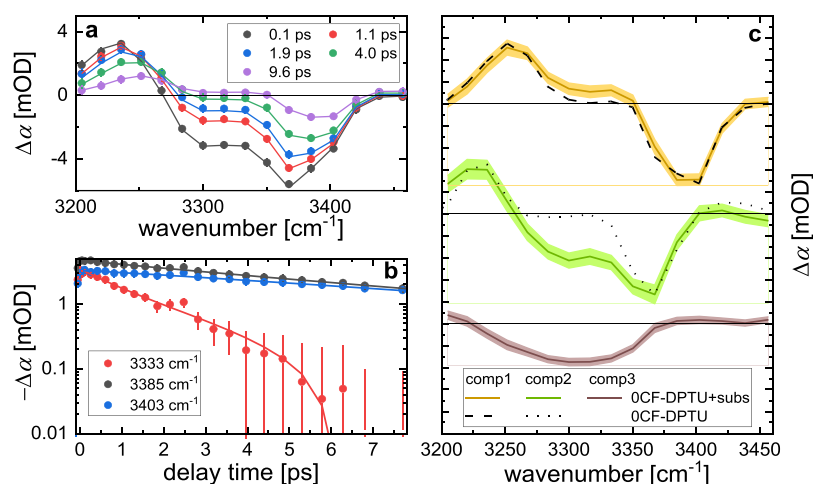 a
0.1 ps 1.1 ps
1.9 ps 4.0 ps
9.6 ps
4
0
-4
Δα [mOD]
3200 3300 3400
wavenumber [cm⁻¹]
b
1
0.1
0.01
−Δα [mOD]
3333 cm⁻¹
3385 cm⁻¹
3403 cm⁻¹
0 1 2 3 4 5 6 7
delay time [ps]
c
Δα [mOD]
comp1 comp2 comp3
0CF-DPTU+subs
0CF-DPTU
3200 3250 3300 3350 3400 3450
wavenumber [cm⁻¹]